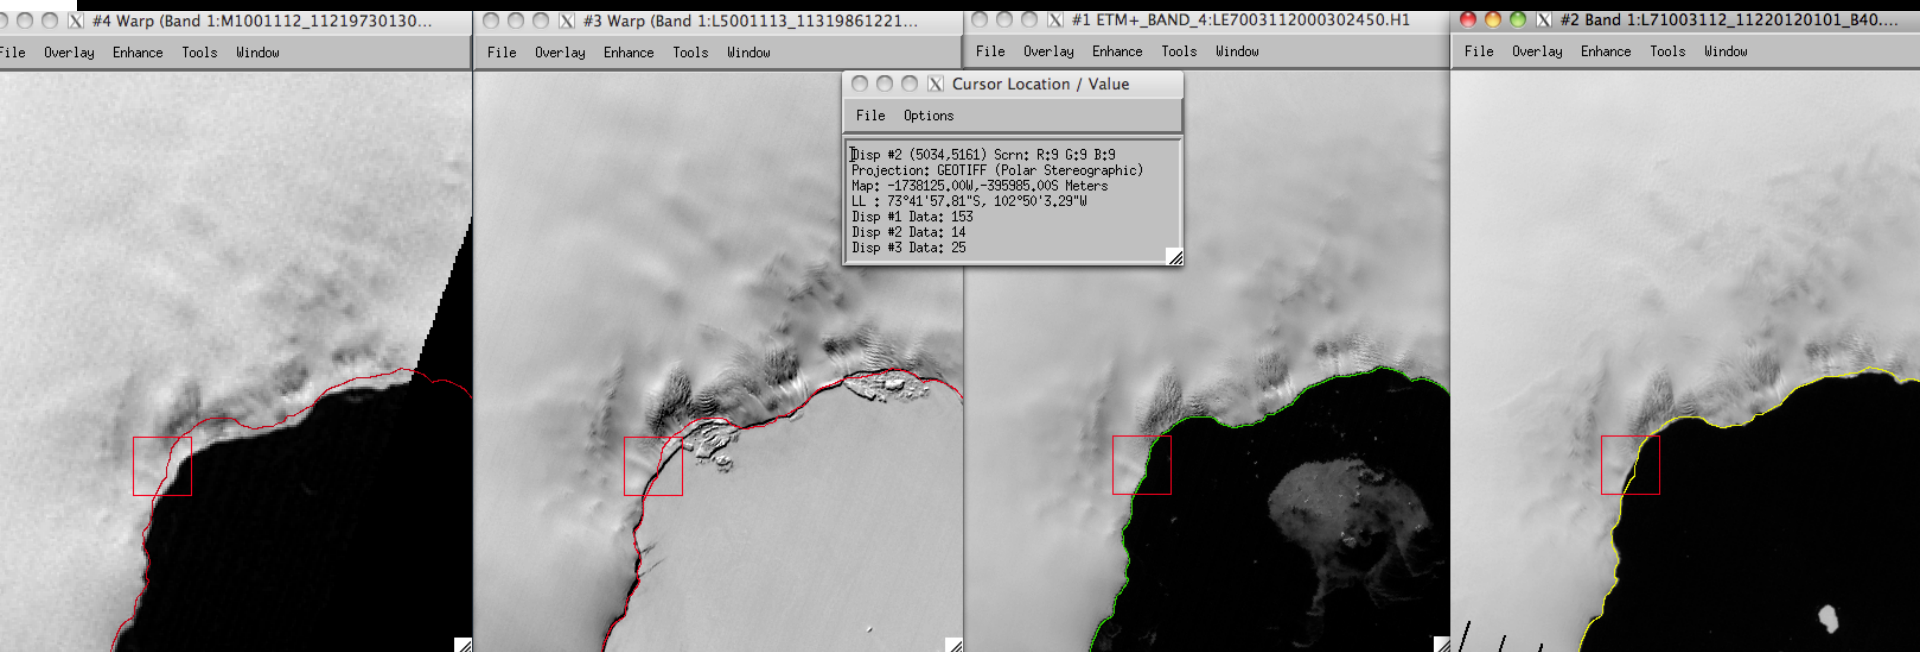 #4 Warp (Band 1:M1001112_11219730130...
File Overlay Enhance Tools Window
#3 Warp (Band 1:L5001113_11319861221...
File Overlay Enhance Tools Window
#1 ETM+_BAND_4:LE7003112000302450.H1
File Overlay Enhance Tools Window
#2 Band 1:L71003112_11220120101_B40....
File Overlay Enhance Tools Window
Cursor Location / Value
File Options
Disp #2 (5034,5161) Scrn: R:9 G:9 B:9
Projection: GEOTIFF (Polar Stereographic)
Map: -1738125.00W,-395985.00S Meters
LL : 73°41'57.81"S, 102°50'3.29"W
Disp #1 Data: 153
Disp #2 Data: 14
Disp #3 Data: 25